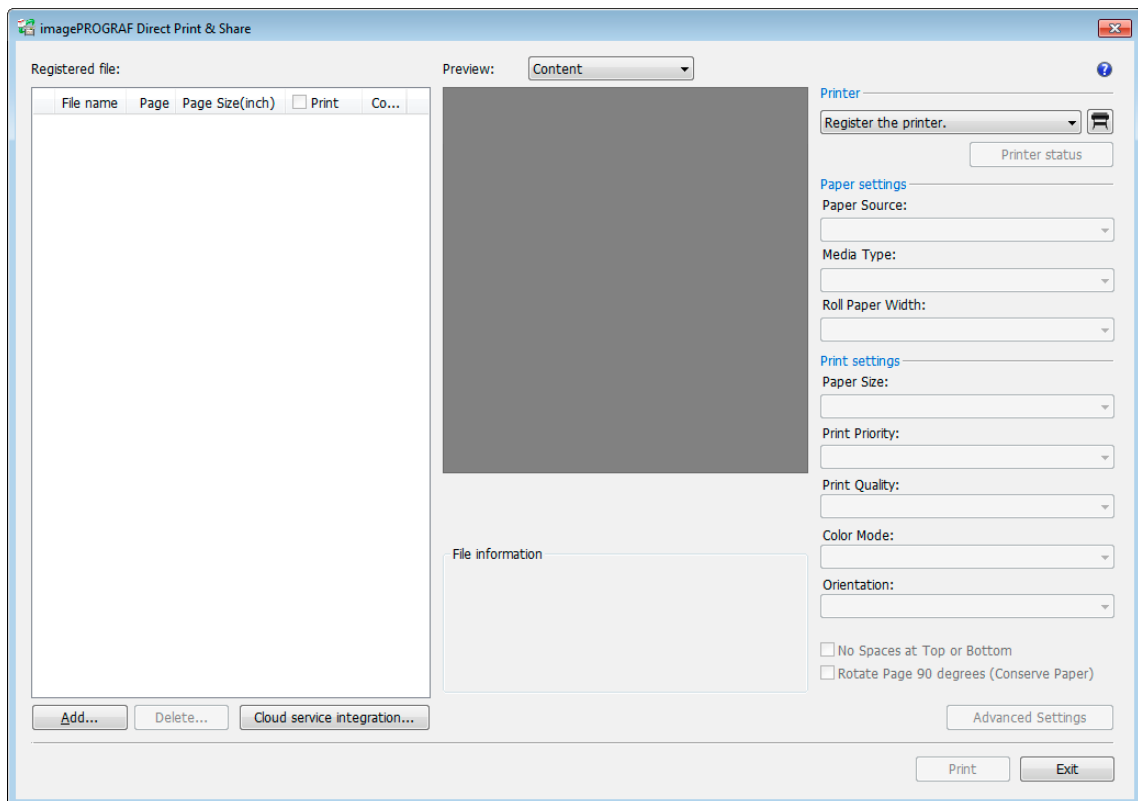 imagePROGRAF Direct Print & Share
Registered file:
File name Page Page Size(inch) Print Co...
Add... Delete... Cloud service integration...
Preview: Content
File information
Printer
Register the printer.
Printer status
Paper settings
Paper Source:
Media Type:
Roll Paper Width:
Print settings
Paper Size:
Print Priority:
Print Quality:
Color Mode:
Orientation:
No Spaces at Top or Bottom
Rotate Page 90 degrees (Conserve Paper)
Advanced Settings
Print Exit